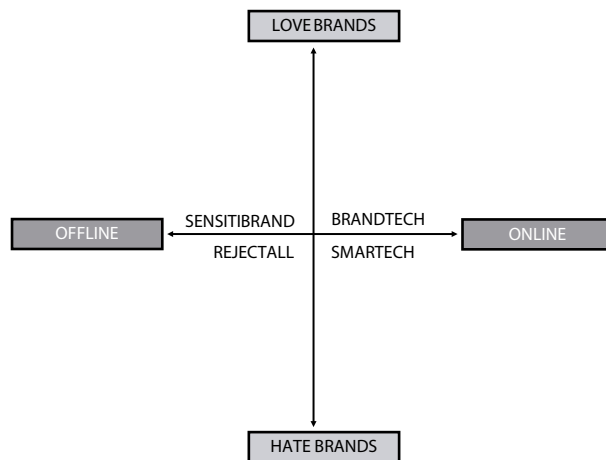 LOVE BRANDS
SENSITIBRAND
BRANDTECH
OFFLINE
ONLINE
REJECTALL
SMARTECH
HATE BRANDS